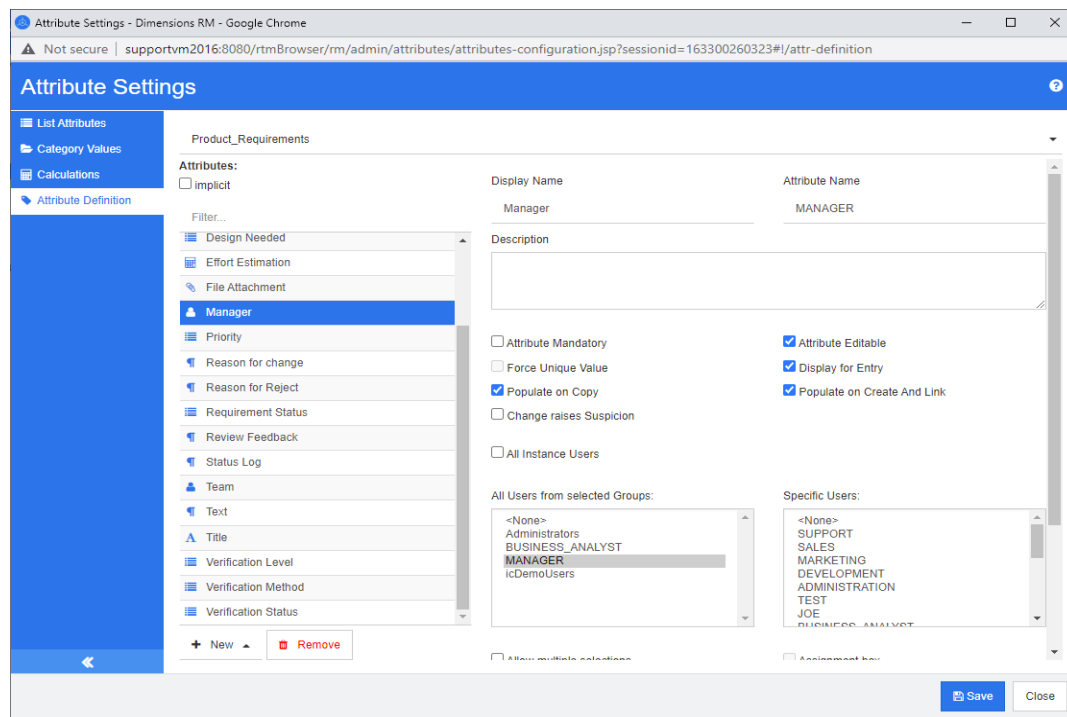 Attribute Settings - Dimensions RM - Google Chrome
Not secure | supportvm2016:8080/rtmBrowser/rm/admin/attributes/attributes-configuration.jsp?sessionid=163300260323#!/attr-definition
Attribute Settings
List Attributes
Category Values
Calculations
Attribute Definition
Product_Requirements
Attributes:
implicit
Filter...
Design Needed
Effort Estimation
File Attachment
Manager
Priority
Reason for change
Reason for Reject
Requirement Status
Review Feedback
Status Log
Team
Text
Title
Verification Level
Verification Method
Verification Status
New
Remove
Display Name
Attribute Name
Manager
MANAGER
Description
Attribute Mandatory
Attribute Editable
Force Unique Value
Display for Entry
Populate on Copy
Populate on Create And Link
Change raises Suspicion
All Instance Users
All Users from selected Groups:
<None>
Administrators
BUSINESS_ANALYST
MANAGER
icDemoUsers
Specific Users:
<None>
SUPPORT
SALES
MARKETING
DEVELOPMENT
ADMINISTRATION
TEST
JOE
BUSINESS_ANALYST
Allow multiple selections
Assignment box
Save
Close